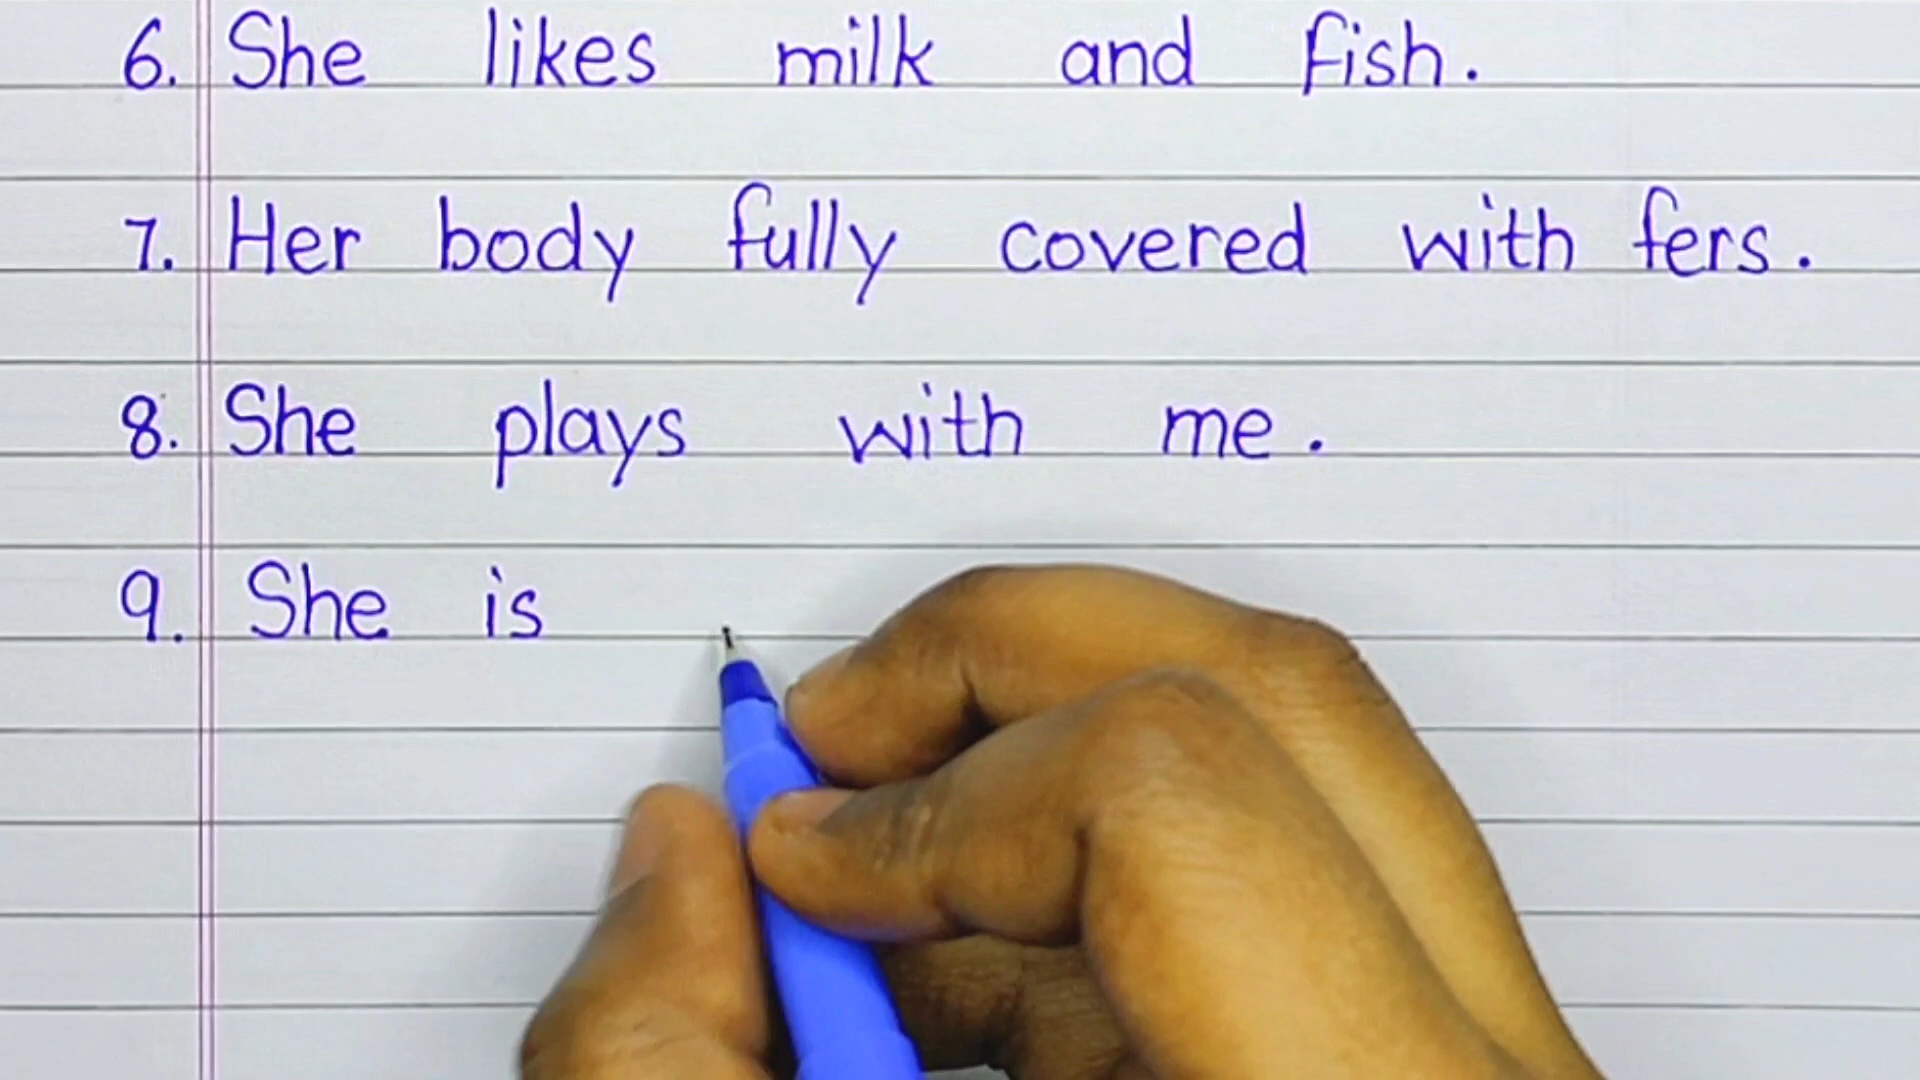 6. She likes milk and fish.
7. Her body fully covered with fers.
8. She plays with me.
9. She is